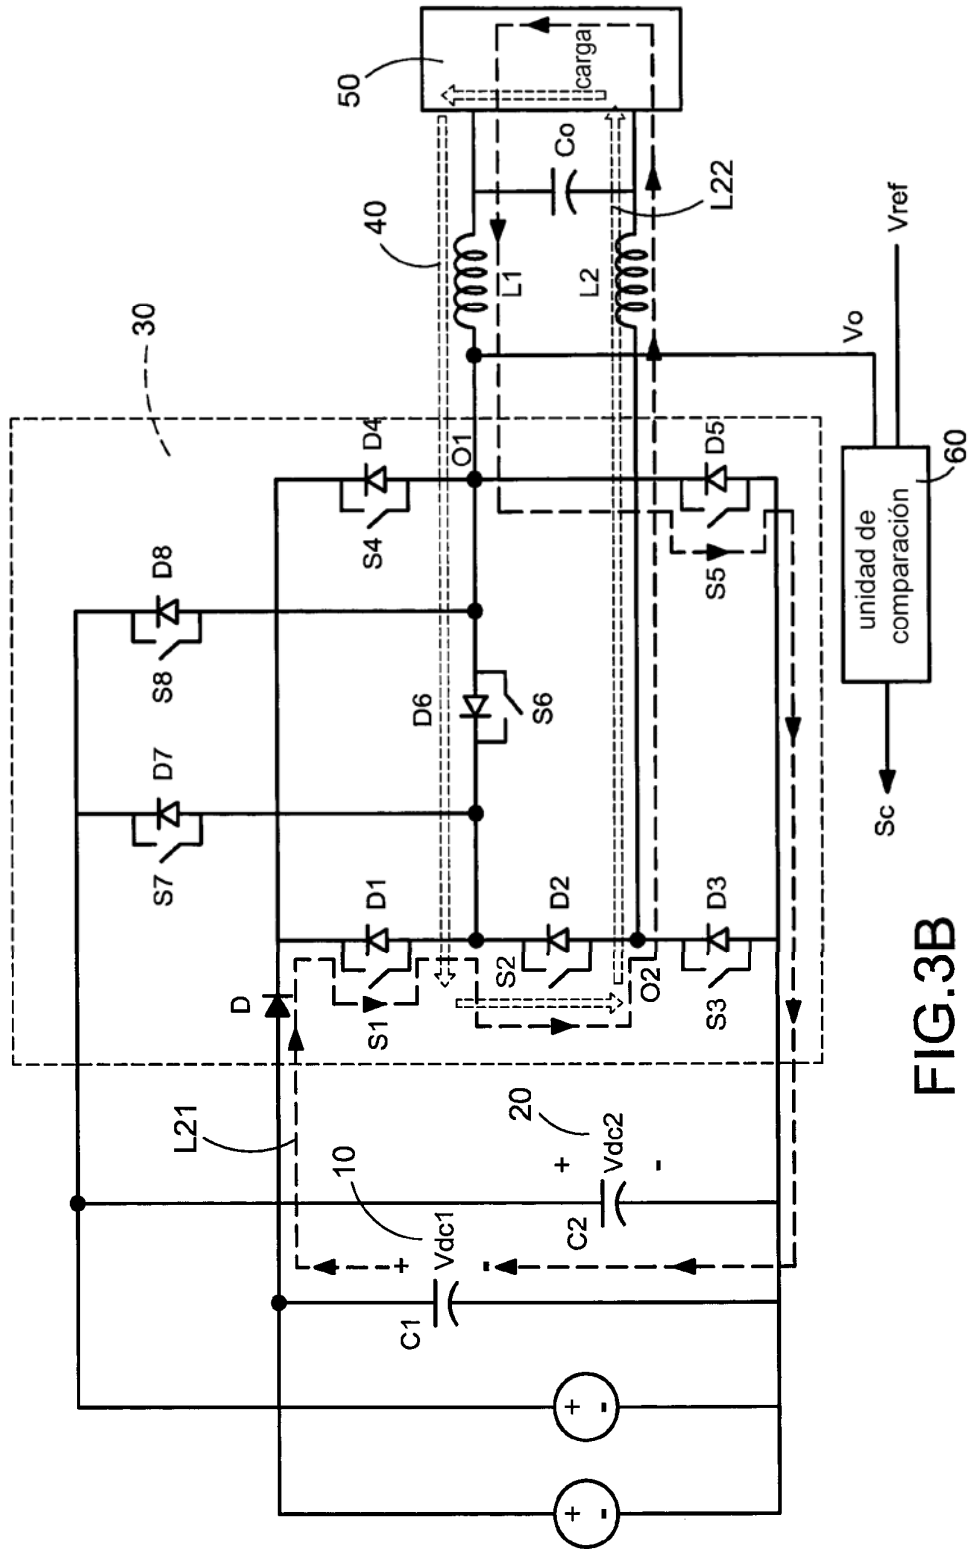 50
carga
40
Co
L22
L1
L2
Vref
Vo
30
O1
D4
S4
D5
S5
60
unidad de
comparación
D8
S8
D6
S6
D7
S7
Sc
D1
S1
D2
S2
O2
D3
S3
D
L21
10
20
+
Vdc1
-
C1
+
Vdc2
-
C2
+
-
+
-
FIG.3B